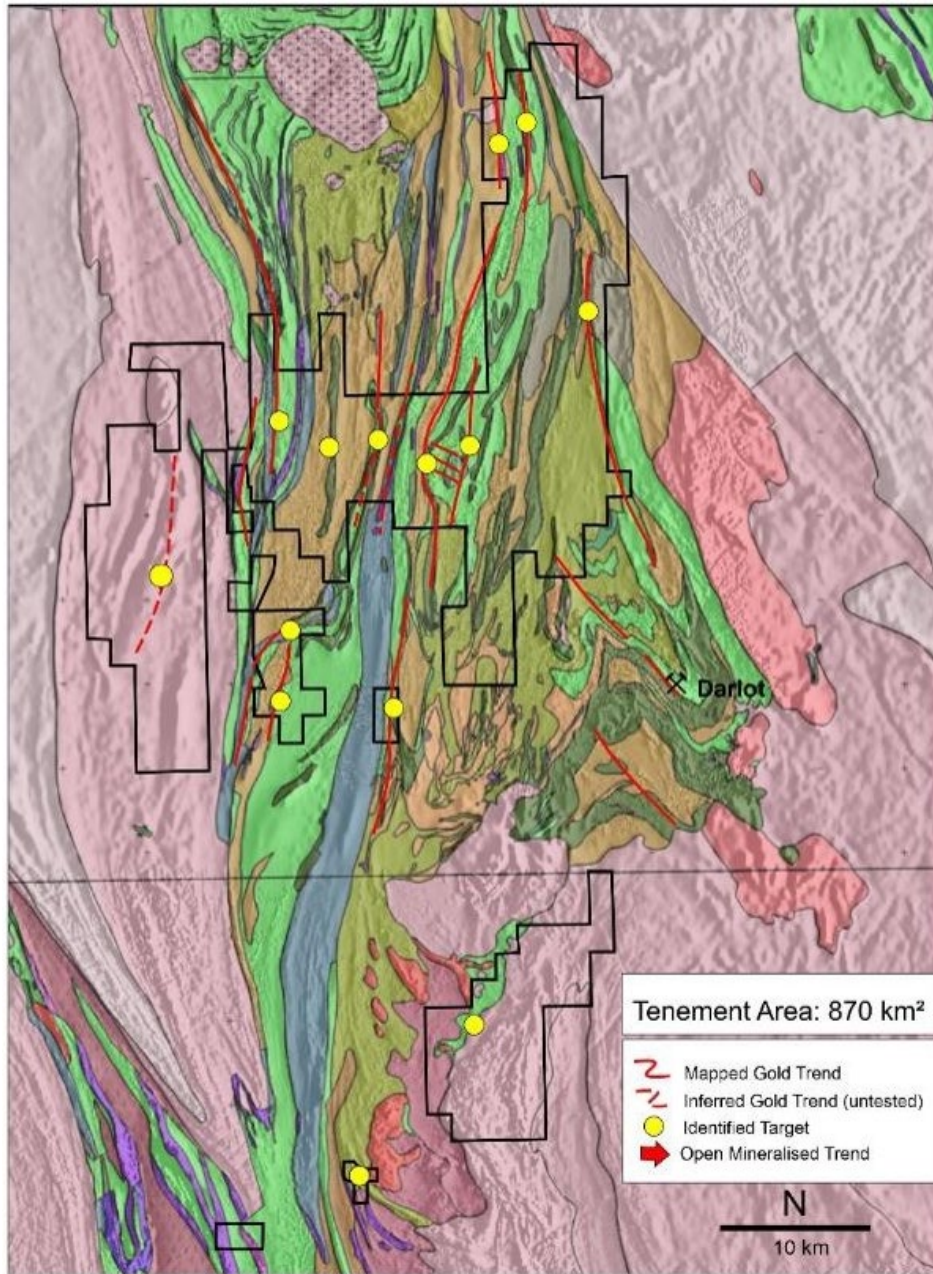 Darlot
Tenement Area: 870 km²
Mapped Gold Trend
Inferred Gold Trend (untested)
Identified Target
Open Mineralised Trend
N
10 km